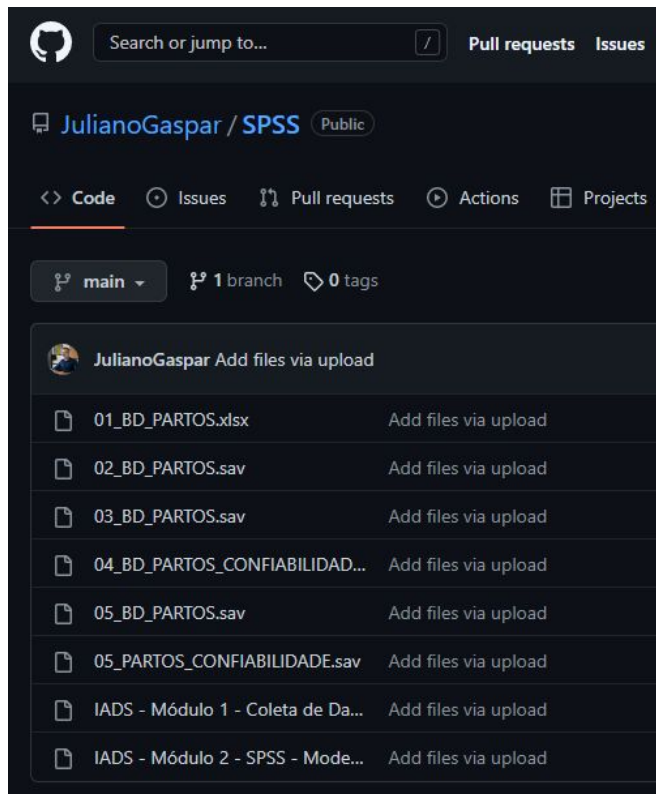 Search or jump to... / Pull requests Issues
JulianoGaspar / SPSS Public
<> Code Issues Pull requests Actions Projects
main 1 branch 0 tags
JulianoGaspar Add files via upload
01_BD_PARTOS.xlsx Add files via upload
02_BD_PARTOS.sav Add files via upload
03_BD_PARTOS.sav Add files via upload
04_BD_PARTOS_CONFIABILIDAD... Add files via upload
05_BD_PARTOS.sav Add files via upload
05_PARTOS_CONFIABILIDADE.sav Add files via upload
IADS - Módulo 1 - Coleta de Da... Add files via upload
IADS - Módulo 2 - SPSS - Mode... Add files via upload